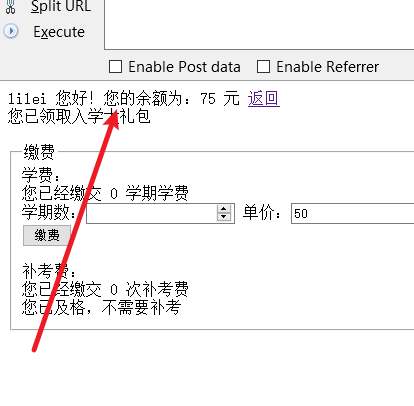 Split URL
Execute
Enable Post data Enable Referrer
lilei 您好! 您的余额为: 75 元 返回
您已领取入学大礼包
缴费
学费:
您已经缴交 0 学期学费
学期数: 单价: 50
缴费
补考费:
您已经缴交 0 次补考费
您已及格, 不需要补考